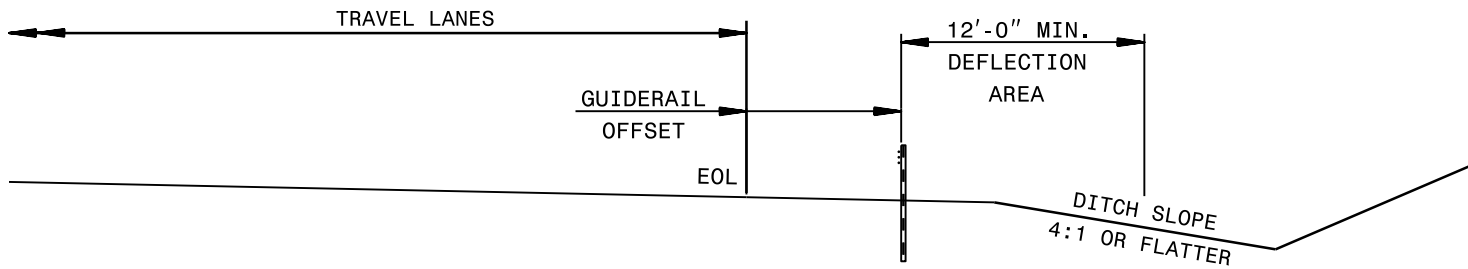 TRAVEL LANES
12'-0" MIN.
DEFLECTION
AREA
GUIDERAIL
OFFSET
EOL
DITCH SLOPE
4:1 OR FLATTER